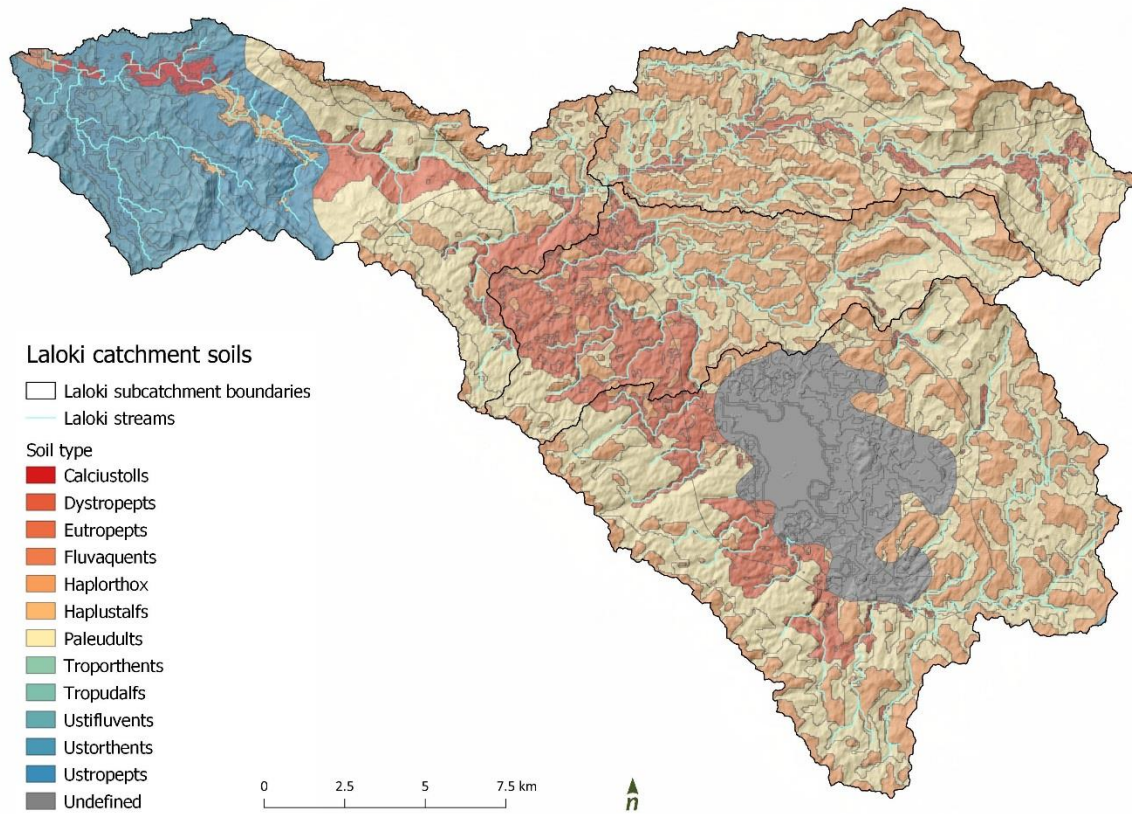 Laloki catchment soils
Laloki subcatchment boundaries
Laloki streams
Soil type
Calciustolls
Dystropepts
Eutropepts
Fluvaquents
Haplorthox
Haplustalfs
Paleudults
Troporthents
Tropudalfs
Ustifluvents
Ustorthents
Ustropepts
Undefined
0 2.5 5 7.5 km
n